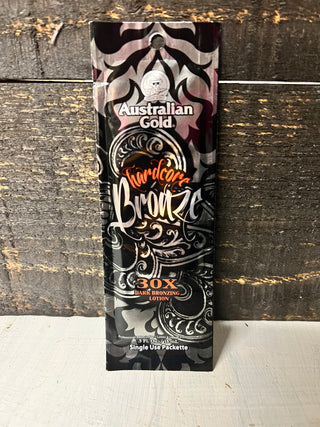 Australian
Gold
hardcore
Bronze
30X
DARK BRONZING
LOTION
Single Use Packette